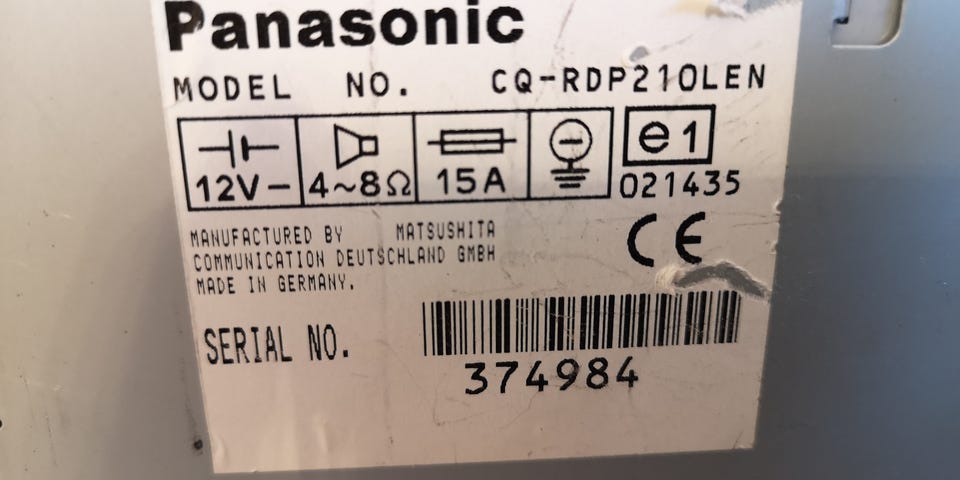 Panasonic
MODEL NO. CQ-RDP210LEN
12V⎓ 4~8Ω 15A e1
021435
MANUFACTURED BY MATSUSHITA
COMMUNICATION DEUTSCHLAND GMBH
MADE IN GERMANY.
CE
SERIAL NO.
374984